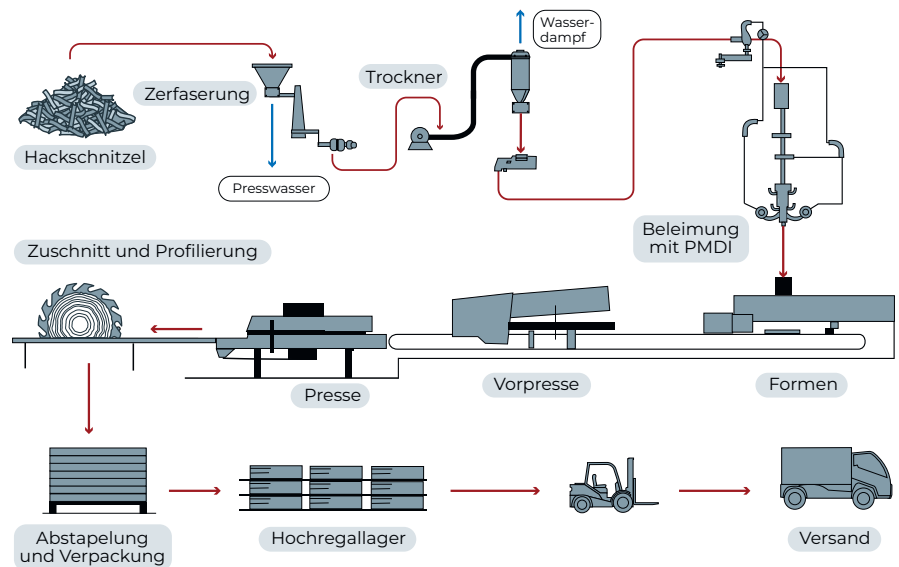 Wasser-
dampf
Trockner
Zerfaserung
Hackschnitzel
Presswasser
Beleimung
mit PMDI
Zuschnitt und Profilierung
Presse
Vorpresse
Formen
Abstapelung
und Verpackung
Hochregallager
Versand